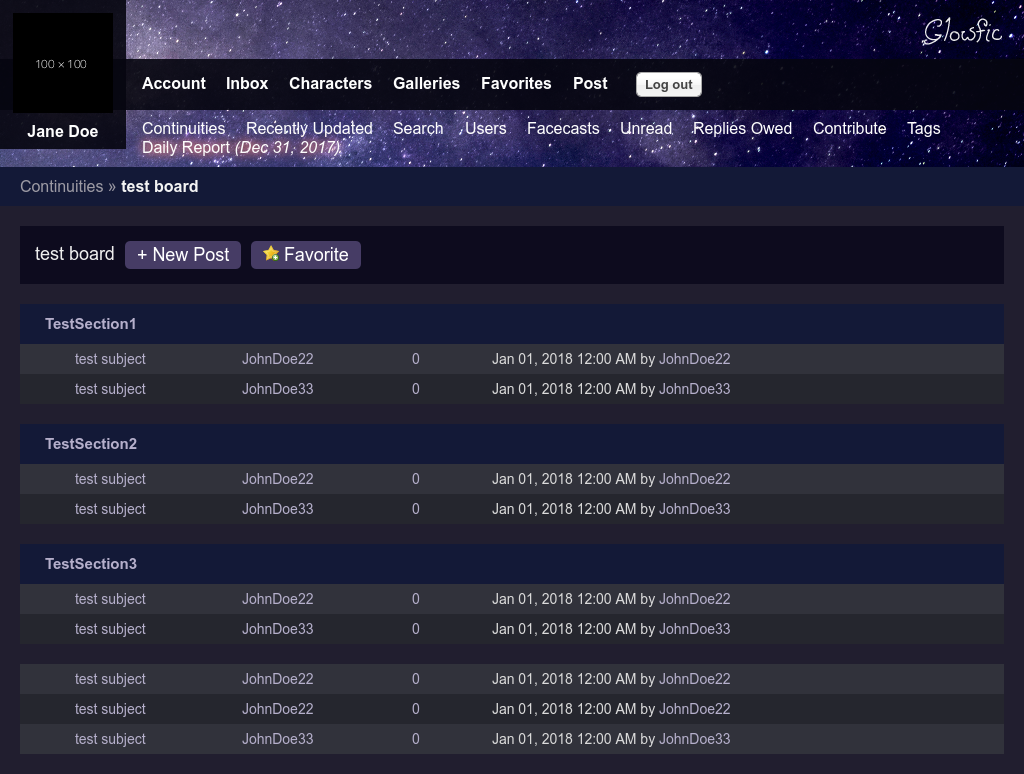 Glowfic
100 × 100
Jane Doe
Account Inbox Characters Galleries Favorites Post Log out
Continuities Recently Updated Search Users Facecasts Unread Replies Owed Contribute Tags
Daily Report (Dec 31, 2017)
Continuities » test board
test board + New Post Favorite
TestSection1
test subject JohnDoe22 0 Jan 01, 2018 12:00 AM by JohnDoe22
test subject JohnDoe33 0 Jan 01, 2018 12:00 AM by JohnDoe33
TestSection2
test subject JohnDoe22 0 Jan 01, 2018 12:00 AM by JohnDoe22
test subject JohnDoe33 0 Jan 01, 2018 12:00 AM by JohnDoe33
TestSection3
test subject JohnDoe22 0 Jan 01, 2018 12:00 AM by JohnDoe22
test subject JohnDoe33 0 Jan 01, 2018 12:00 AM by JohnDoe33
test subject JohnDoe22 0 Jan 01, 2018 12:00 AM by JohnDoe22
test subject JohnDoe22 0 Jan 01, 2018 12:00 AM by JohnDoe22
test subject JohnDoe33 0 Jan 01, 2018 12:00 AM by JohnDoe33